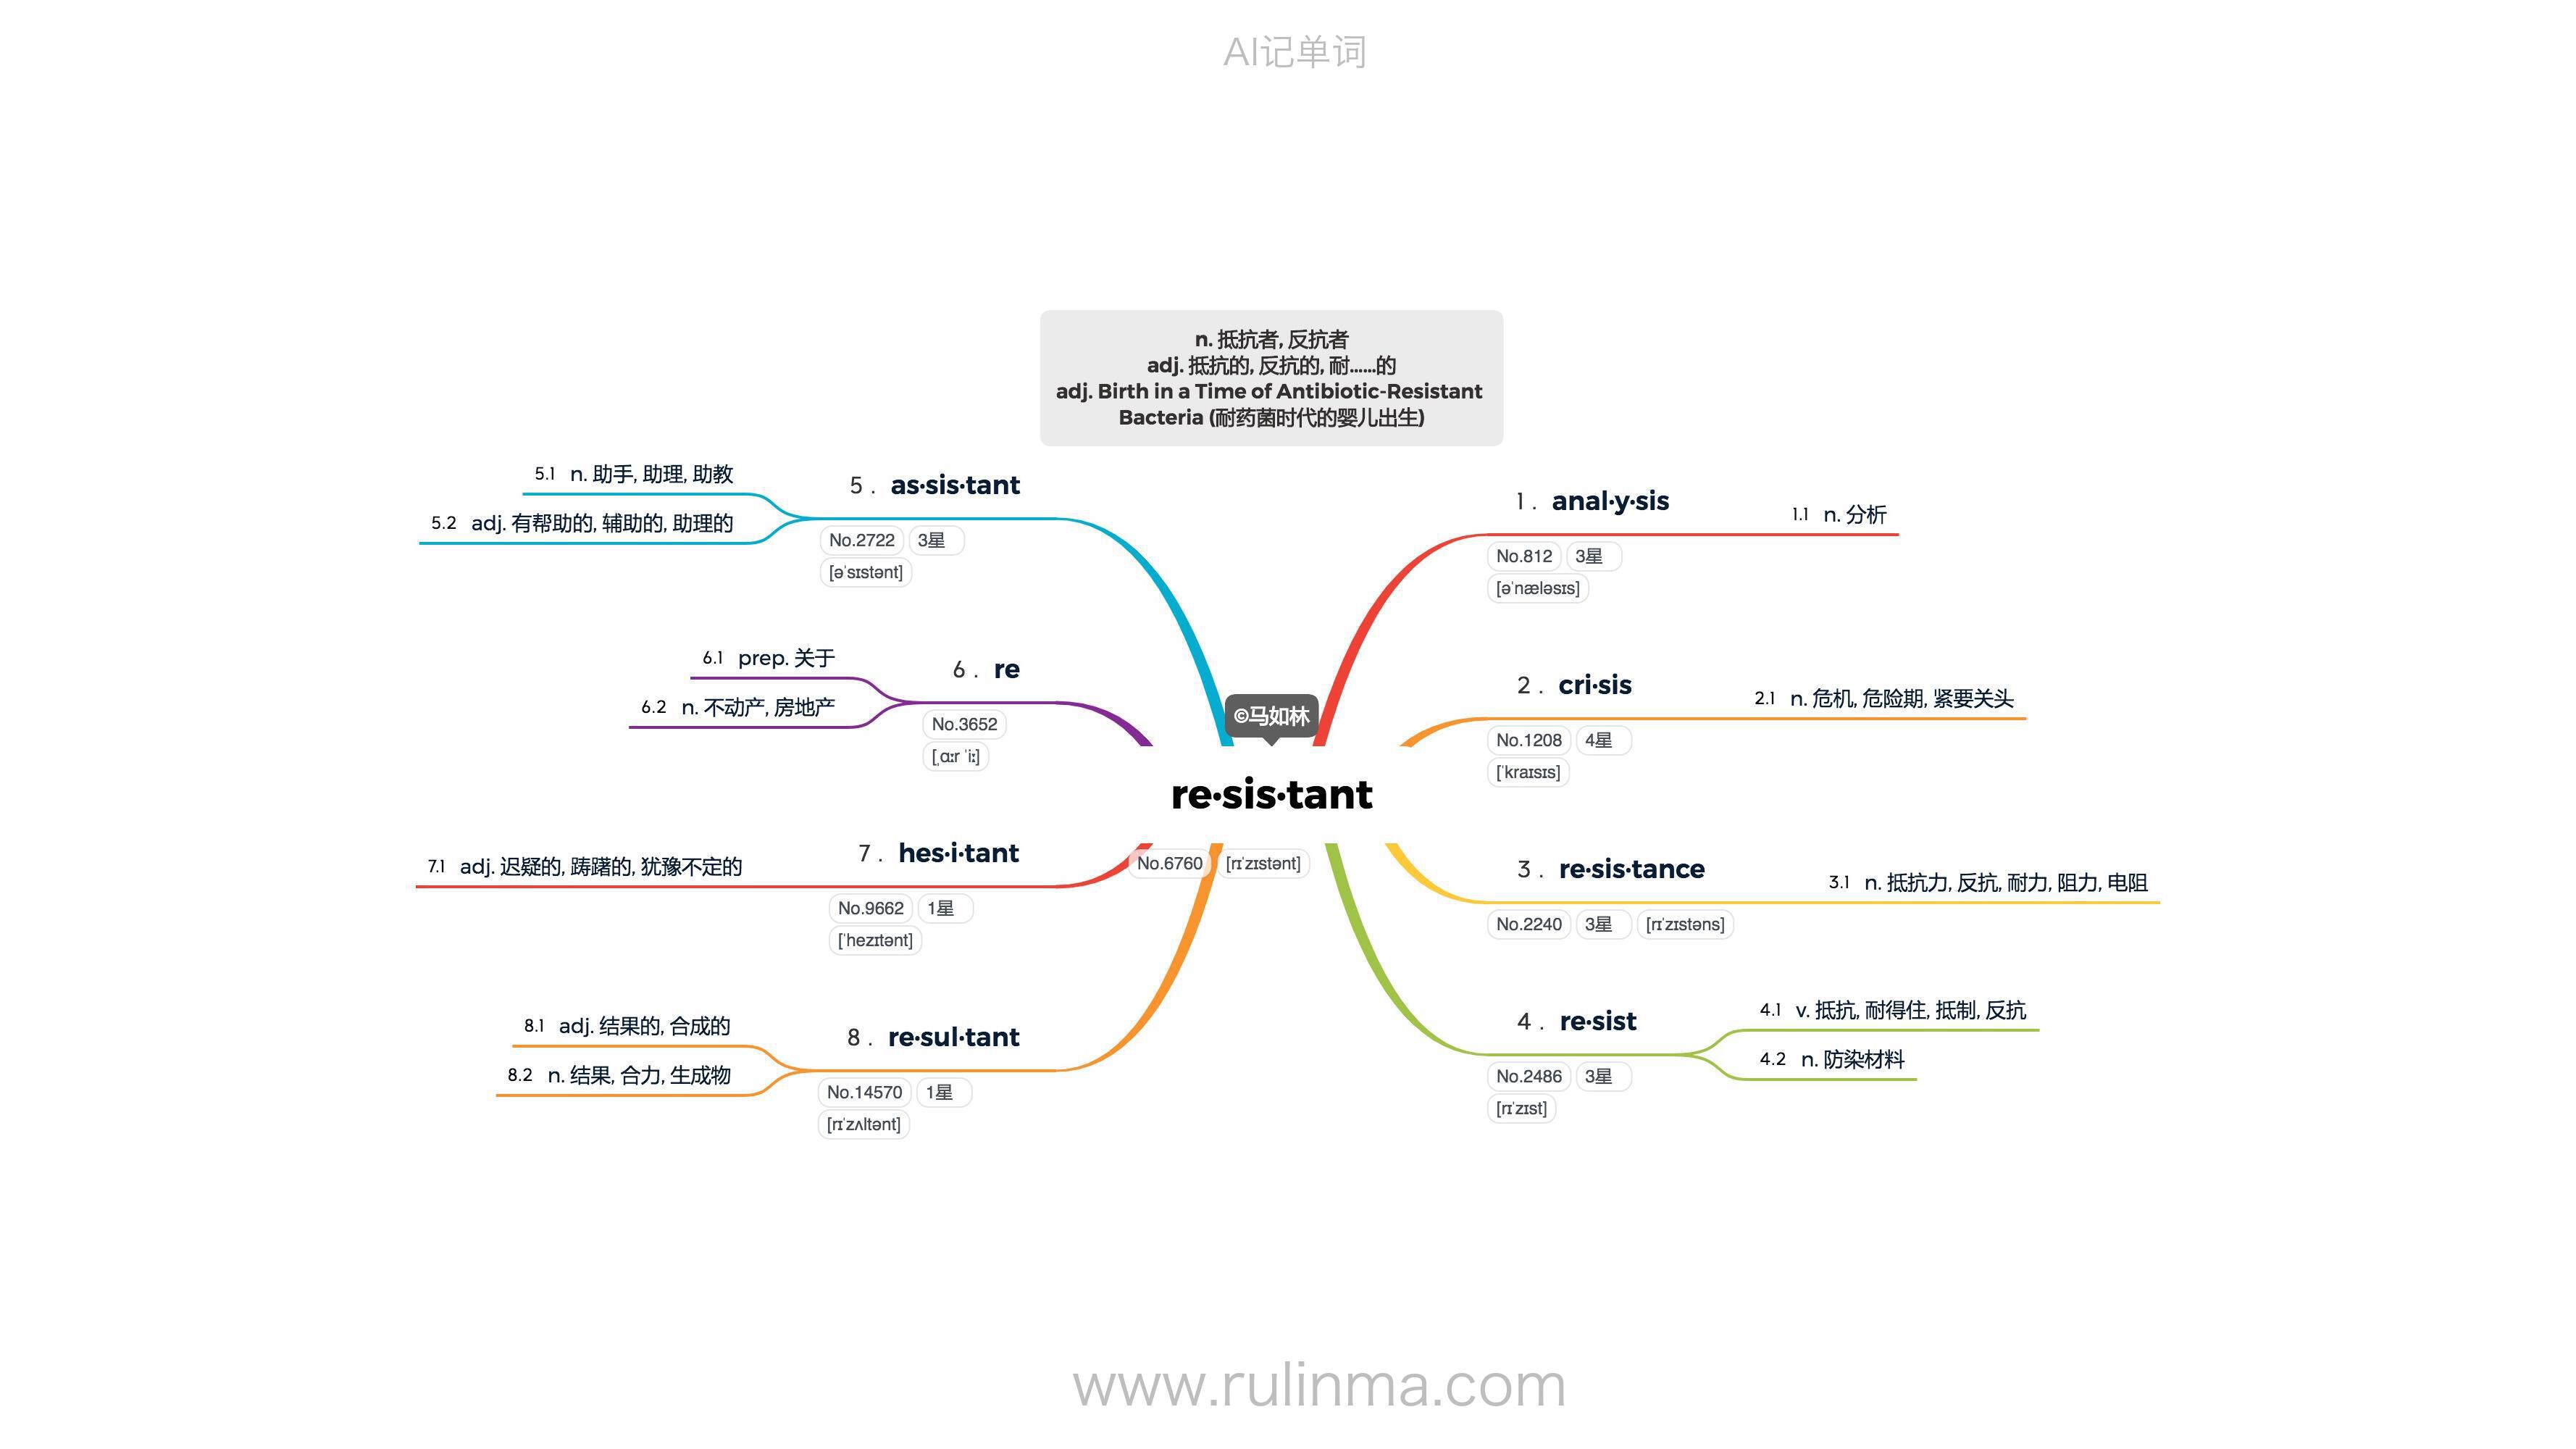 AI记单词
n. 抵抗者, 反抗者
adj. 抵抗的, 反抗的, 耐……的
adj. Birth in a Time of Antibiotic-Resistant
Bacteria (耐药菌时代的婴儿出生)
©马如林
re·sis·tant
No.6760 [rɪˈzɪstənt]
1 . anal·y·sis
No.812 3星
[əˈnæləsɪs]
1.1 n. 分析
2 . cri·sis
No.1208 4星
[ˈkraɪsɪs]
2.1 n. 危机, 危险期, 紧要关头
3 . re·sis·tance
No.2240 3星 [rɪˈzɪstəns]
3.1 n. 抵抗力, 反抗, 耐力, 阻力, 电阻
4 . re·sist
No.2486 3星
[rɪˈzɪst]
4.1 v. 抵抗, 耐得住, 抵制, 反抗
4.2 n. 防染材料
5 . as·sis·tant
No.2722 3星
[əˈsɪstənt]
5.1 n. 助手, 助理, 助教
5.2 adj. 有帮助的, 辅助的, 助理的
6 . re
No.3652
[ˌɑːr ˈiː]
6.1 prep. 关于
6.2 n. 不动产, 房地产
7 . hes·i·tant
No.9662 1星
[ˈhezɪtənt]
7.1 adj. 迟疑的, 踌躇的, 犹豫不定的
8 . re·sul·tant
No.14570 1星
[rɪˈzʌltənt]
8.1 adj. 结果的, 合成的
8.2 n. 结果, 合力, 生成物
www.rulinma.com